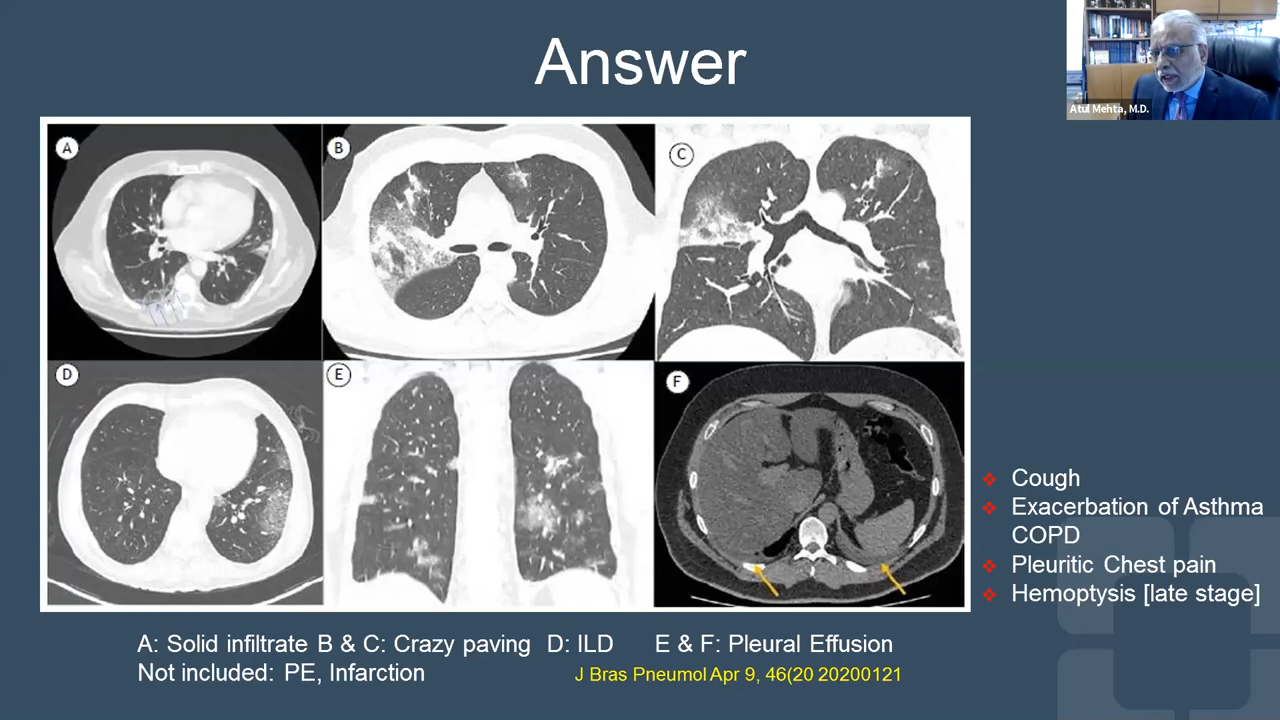 Answer
Atul Mehta, M.D.
A
B
C
D
E
F
Cough
Exacerbation of Asthma
COPD
Pleuritic Chest pain
Hemoptysis [late stage]
A: Solid infiltrate B & C: Crazy paving D: ILD E & F: Pleural Effusion
Not included: PE, Infarction
J Bras Pneumol Apr 9, 46(20 20200121